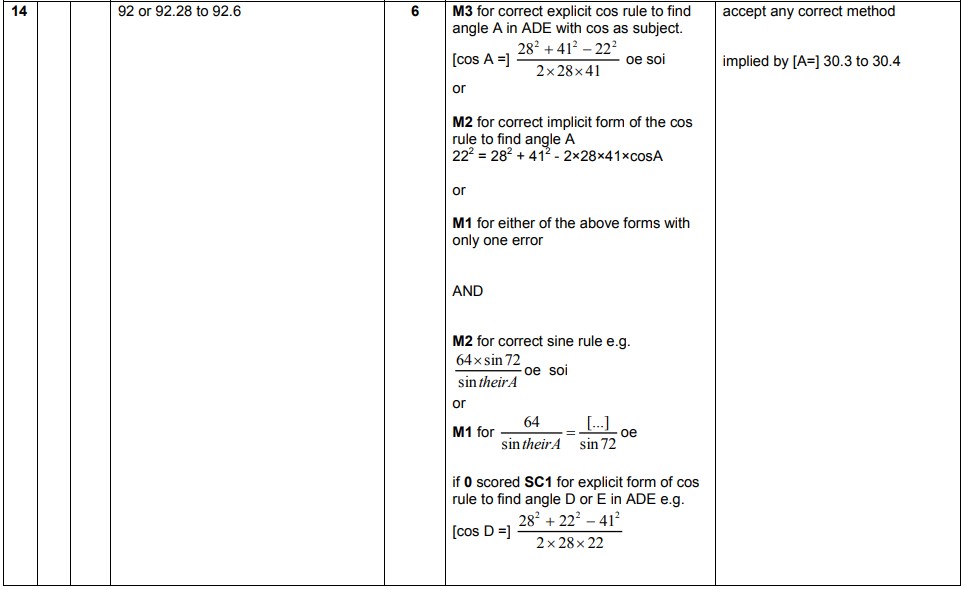 14 92 or 92.28 to 92.6 6 M3 for correct explicit cos rule to find accept any correct method
angle A in ADE with cos as subject.
[cos A =] (28² + 41² – 22²) / (2 × 28 × 41) oe soi implied by [A=] 30.3 to 30.4
or
M2 for correct implicit form of the cos
rule to find angle A
22² = 28² + 41² - 2×28×41×cosA
or
M1 for either of the above forms with
only one error
AND
M2 for correct sine rule e.g.
(64 × sin 72) / (sin theirA) oe soi
or
M1 for 64 / (sin theirA) = [...] / (sin 72) oe
if 0 scored SC1 for explicit form of cos
rule to find angle D or E in ADE e.g.
[cos D =] (28² + 22² – 41²) / (2 × 28 × 22)